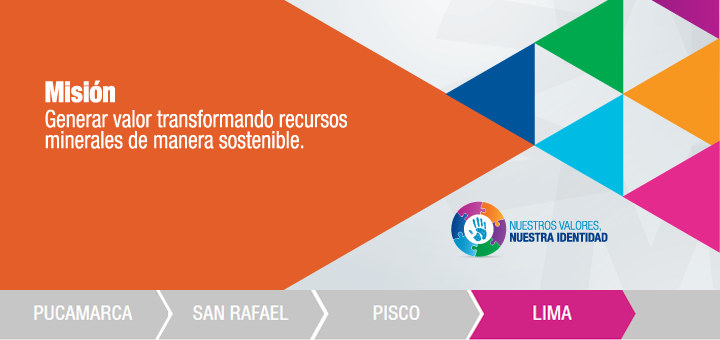 Misión
Generar valor transformando recursos
minerales de manera sostenible.
NUESTROS VALORES,
NUESTRA IDENTIDAD
PUCAMARCA
SAN RAFAEL
PISCO
LIMA